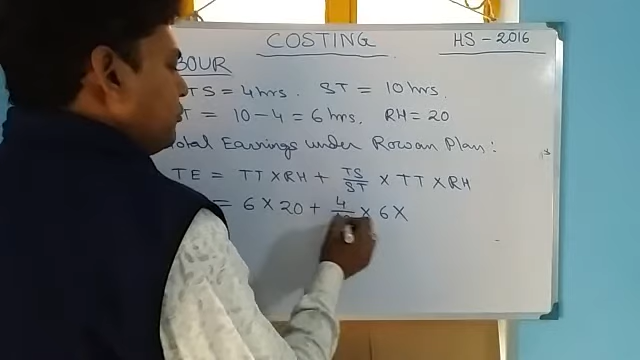 COSTING
HS - 2016
TS = 4 hrs. ST = 10 hrs.
= 10 - 4 = 6 hrs. RH = 20
Total Earnings under Rowan Plan:
TE = TT X RH + TS/ST X TT X RH
= 6 X 20 + 4/ X 6 X